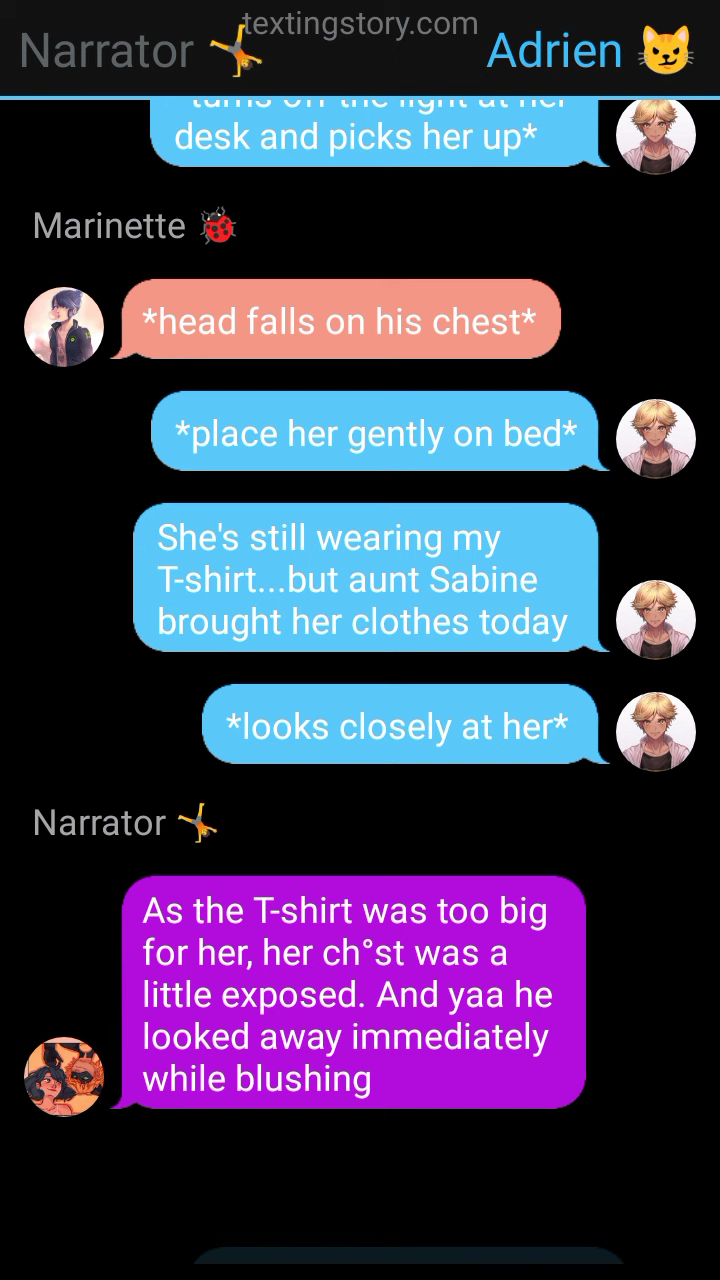 textingstory.com
Narrator 🤸 Adrien 😼
*turns off the light at her
desk and picks her up*
Marinette 🐞
*head falls on his chest*
*place her gently on bed*
She's still wearing my
T-shirt...but aunt Sabine
brought her clothes today
*looks closely at her*
Narrator 🤸
As the T-shirt was too big
for her, her ch°st was a
little exposed. And yaa he
looked away immediately
while blushing